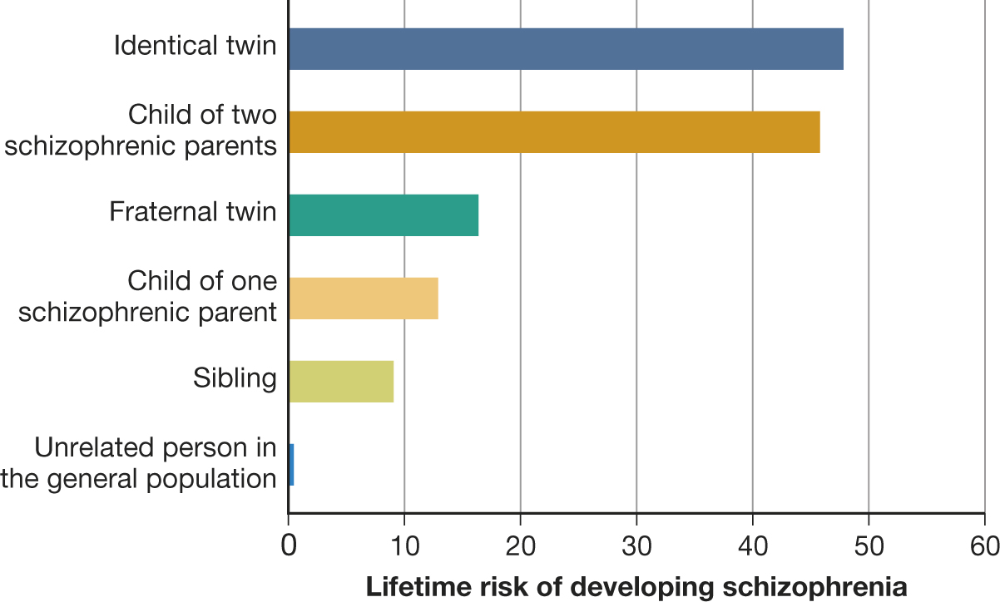 Identical twin
Child of two
schizophrenic parents
Fraternal twin
Child of one
schizophrenic parent
Sibling
Unrelated person in
the general population
0 10 20 30 40 50 60
Lifetime risk of developing schizophrenia